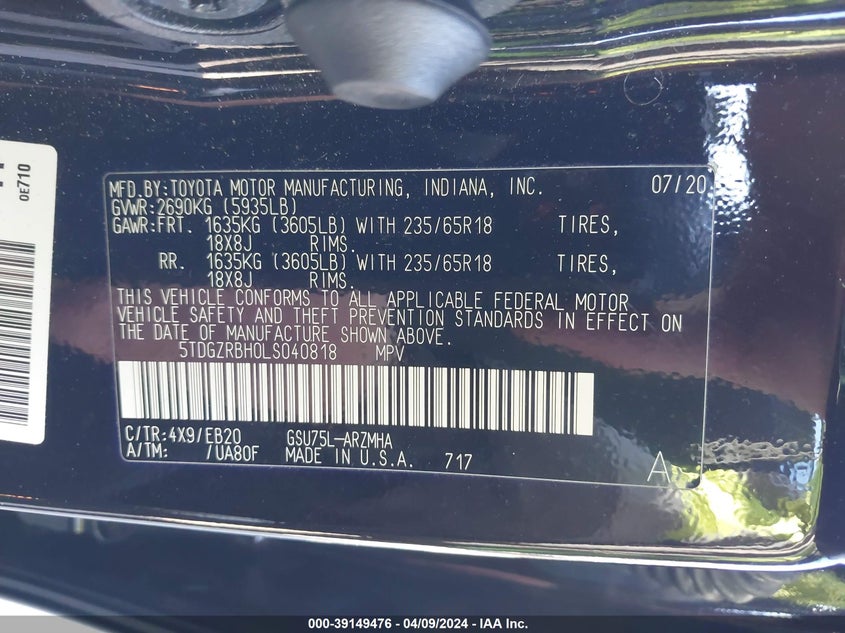 0E710
MFD.BY:TOYOTA MOTOR MANUFACTURING, INDIANA, INC. 07/20
GVWR:2690KG (5935LB)
GAWR:FRT. 1635KG (3605LB) WITH 235/65R18 TIRES,
18X8J RIMS.
RR. 1635KG (3605LB) WITH 235/65R18 TIRES,
18X8J RIMS.
THIS VEHICLE CONFORMS TO ALL APPLICABLE FEDERAL MOTOR
VEHICLE SAFETY AND THEFT PREVENTION STANDARDS IN EFFECT ON
THE DATE OF MANUFACTURE SHOWN ABOVE.
5TDGZRBH0LS040818 MPV
C/TR:4X9/EB20 GSU75L-ARZMHA
A/TM: /UA80F MADE IN U.S.A. 717
A
000-39149476 - 04/09/2024 - IAA Inc.